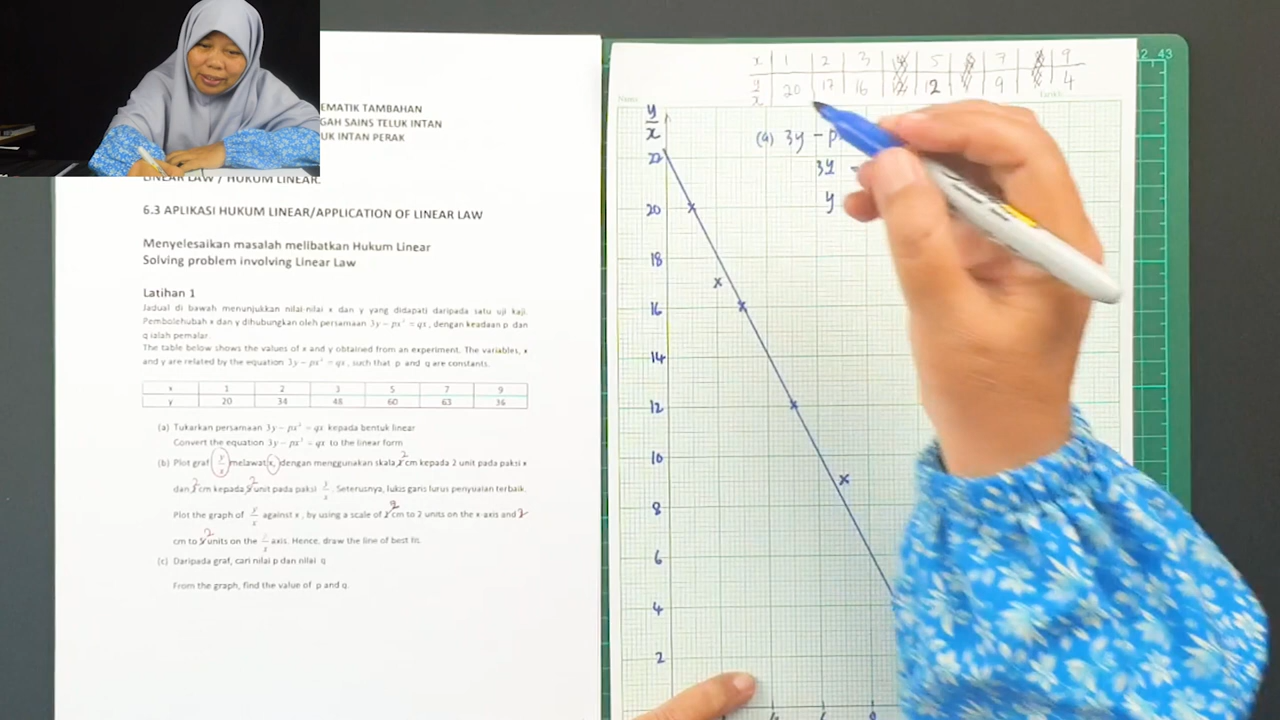 EMATIK TAMBAHAN
GAH SAINS TELUK INTAN
UK INTAN PERAK
LINEAR LAW / HUKUM LINEAR.
6.3 APLIKASI HUKUM LINEAR/APPLICATION OF LINEAR LAW
Menyelesaikan masalah melibatkan Hukum Linear
Solving problem involving Linear Law
Latihan 1
Jadual di bawah menunjukkan nilai-nilai x dan y yang didapati daripada satu uji kaji.
Pembolehubah x dan y dihubungkan oleh persamaan 3y − px² = qx, dengan keadaan p dan
q ialah pemalar
The table below shows the values of x and y obtained from an experiment. The variables, x
and y are related by the equation 3y − px² = qx, such that p and q are constants.
x 1 2 3 5 7 9
y 20 34 48 60 63 36
(a) Tukarkan persamaan 3y − px² = qx kepada bentuk linear
Convert the equation 3y − px² = qx to the linear form
(b) Plot graf y/x melawat x, dengan menggunakan skala 2 cm kepada 2 unit pada paksi x
dan 2 cm kepada 2 unit pada paksi y/x. Seterusnya, lukis garis lurus penyuaian terbaik.
Plot the graph of y/x against x, by using a scale of 2 cm to 2 units on the x-axis and 2
cm to 2 units on the y/x axis. Hence, draw the line of best fit.
(c) Daripada graf, cari nilai p dan nilai q
From the graph, find the value of p and q.
42 43
x 1 2 3 5 7 9
y/x 20 17 16 12 9 4
y/x
(a) 3y − p
3y
y
22
20
18
16
14
12
10
8
6
4
2